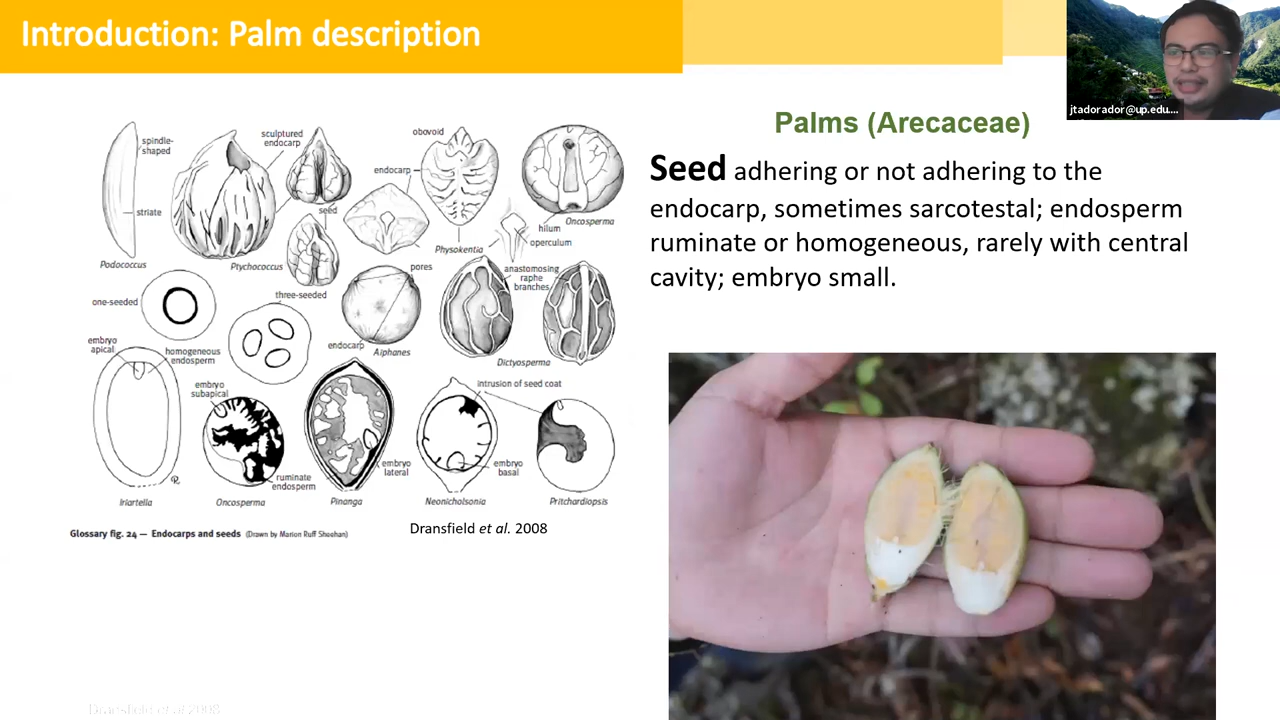 Introduction: Palm description
jtadorador@up.edu....
Palms (Arecaceae)
Seed adhering or not adhering to the
endocarp, sometimes sarcotestal; endosperm
ruminate or homogeneous, rarely with central
cavity; embryo small.
spindle-
shaped
striate
Podococcus
sculptured
endocarp
seed
Ptychococcus
obovoid
endocarp
Physokentia
operculum
hilum
Oncosperma
one-seeded
three-seeded
pores
endocarp
Aiphanes
anastomosing
raphe
branches
Dictyosperma
embryo
apical
homogeneous
endosperm
Iriartella
embryo
subapical
ruminate
endosperm
Oncosperma
embryo
lateral
Pinanga
intrusion of seed coat
embryo
basal
Neonicholsonia
Pritchardiopsis
Glossary fig. 24 — Endocarps and seeds (Drawn by Marion Ruff Sheehan)
Dransfield et al. 2008
Dransfield et al 2008